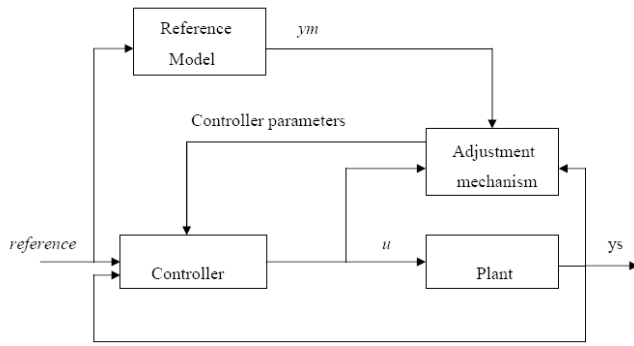 Reference
Model
ym
Controller parameters
Adjustment
mechanism
reference
Controller
u
Plant
ys